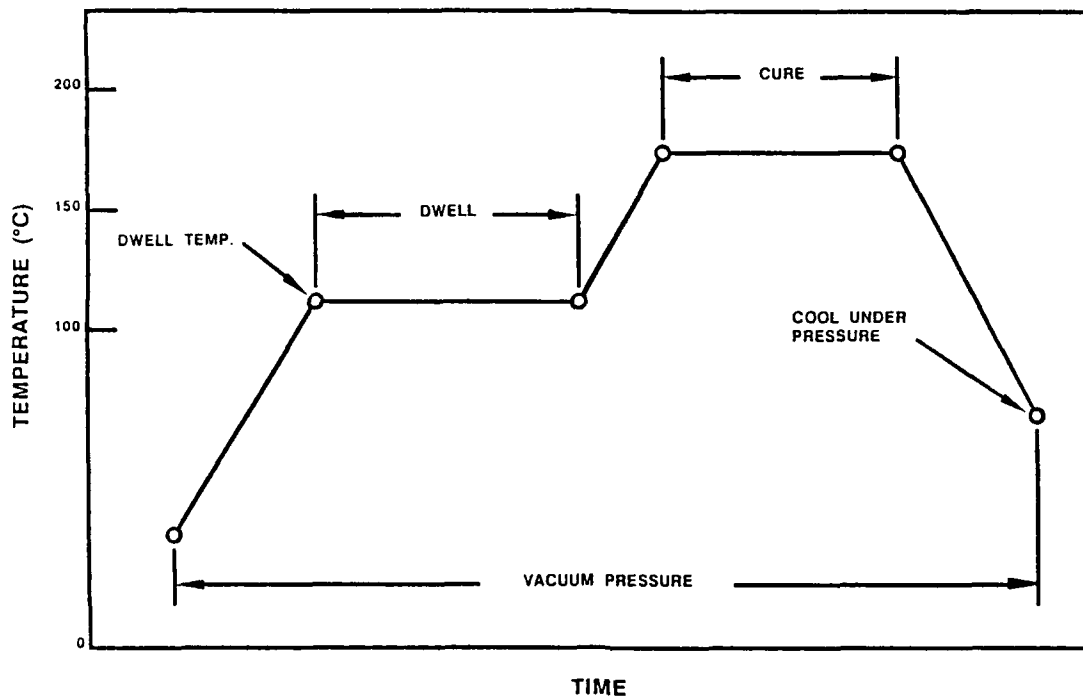 200
CURE
150
DWELL
DWELL TEMP.
100
COOL UNDER
PRESSURE
TEMPERATURE (°C)
VACUUM PRESSURE
0
TIME